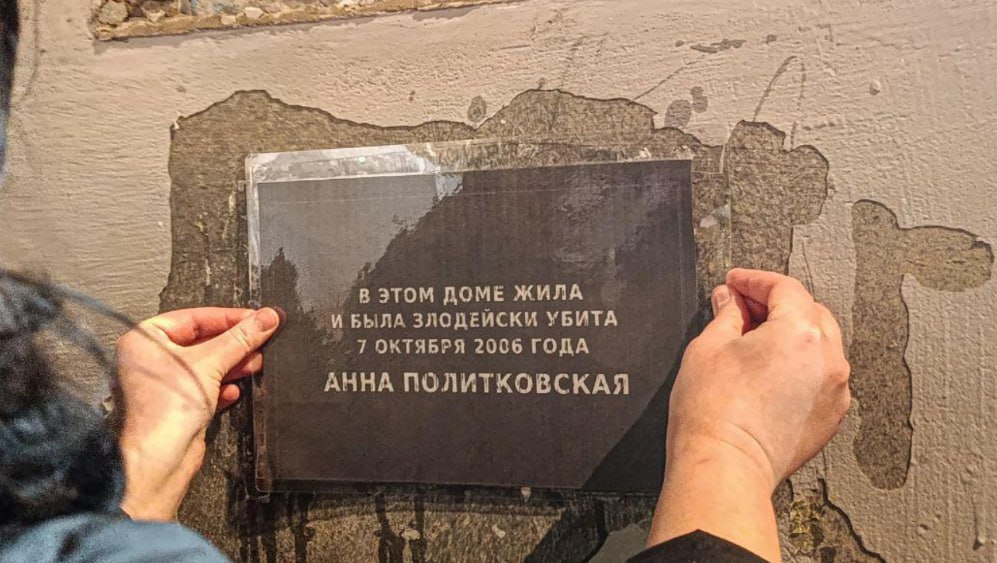 В ЭТОМ ДОМЕ ЖИЛА
И БЫЛА ЗЛОДЕЙСКИ УБИТА
7 ОКТЯБРЯ 2006 ГОДА
АННА ПОЛИТКОВСКАЯ